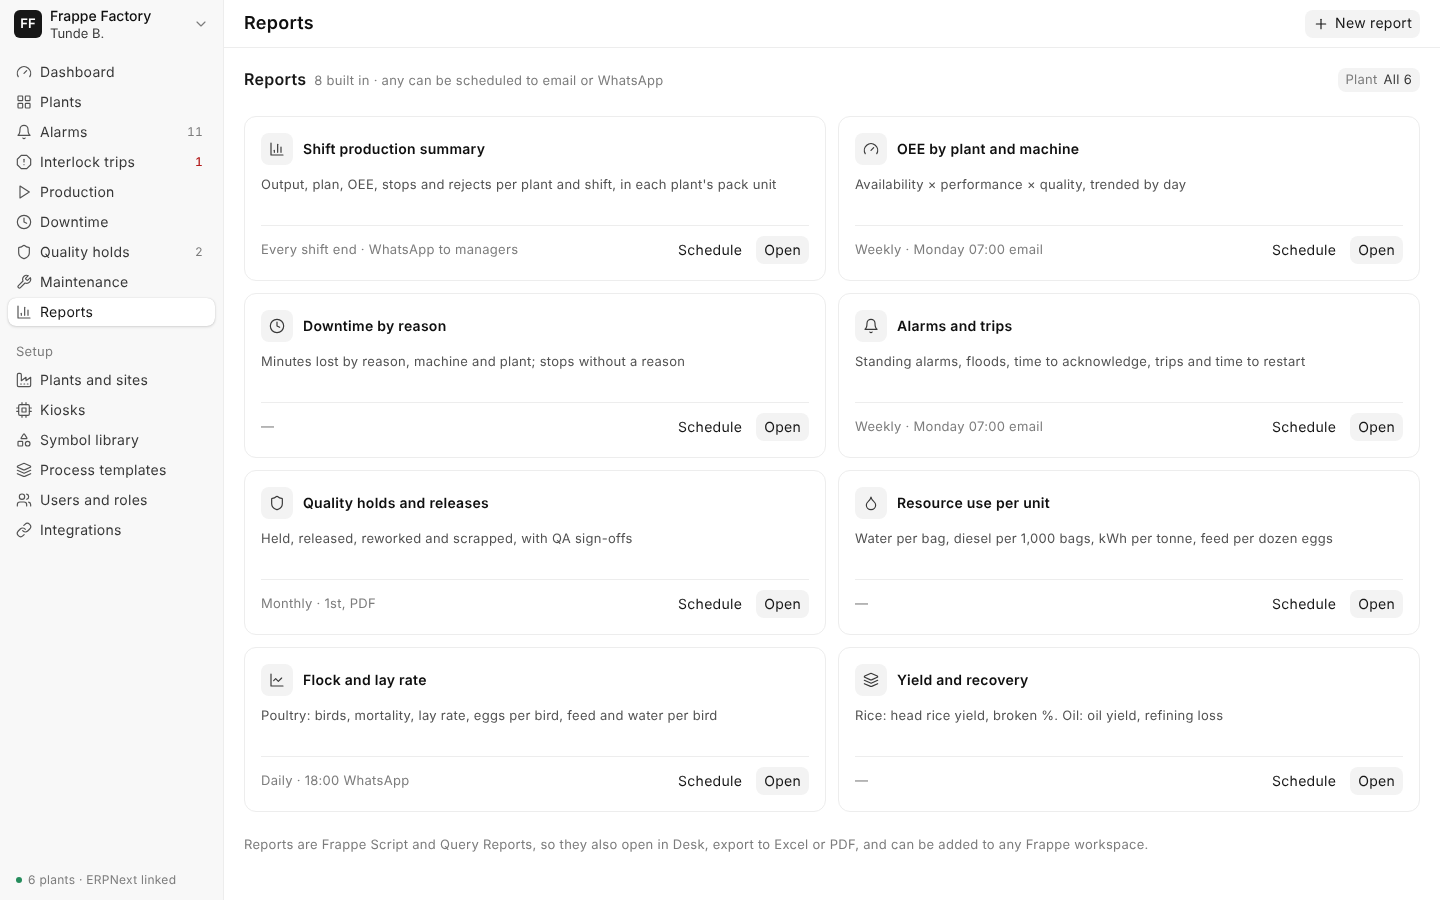 FF
Frappe Factory
Tunde B.
Dashboard
Plants
Alarms 11
Interlock trips 1
Production
Downtime
Quality holds 2
Maintenance
Reports
Setup
Plants and sites
Kiosks
Symbol library
Process templates
Users and roles
Integrations
6 plants · ERPNext linked
Reports
New report
Reports 8 built in · any can be scheduled to email or WhatsApp
Plant All 6
Shift production summary
Output, plan, OEE, stops and rejects per plant and shift, in each plant's pack unit
Every shift end · WhatsApp to managers Schedule Open
OEE by plant and machine
Availability × performance × quality, trended by day
Weekly · Monday 07:00 email Schedule Open
Downtime by reason
Minutes lost by reason, machine and plant; stops without a reason
— Schedule Open
Alarms and trips
Standing alarms, floods, time to acknowledge, trips and time to restart
Weekly · Monday 07:00 email Schedule Open
Quality holds and releases
Held, released, reworked and scrapped, with QA sign-offs
Monthly · 1st, PDF Schedule Open
Resource use per unit
Water per bag, diesel per 1,000 bags, kWh per tonne, feed per dozen eggs
— Schedule Open
Flock and lay rate
Poultry: birds, mortality, lay rate, eggs per bird, feed and water per bird
Daily · 18:00 WhatsApp Schedule Open
Yield and recovery
Rice: head rice yield, broken %. Oil: oil yield, refining loss
— Schedule Open
Reports are Frappe Script and Query Reports, so they also open in Desk, export to Excel or PDF, and can be added to any Frappe workspace.